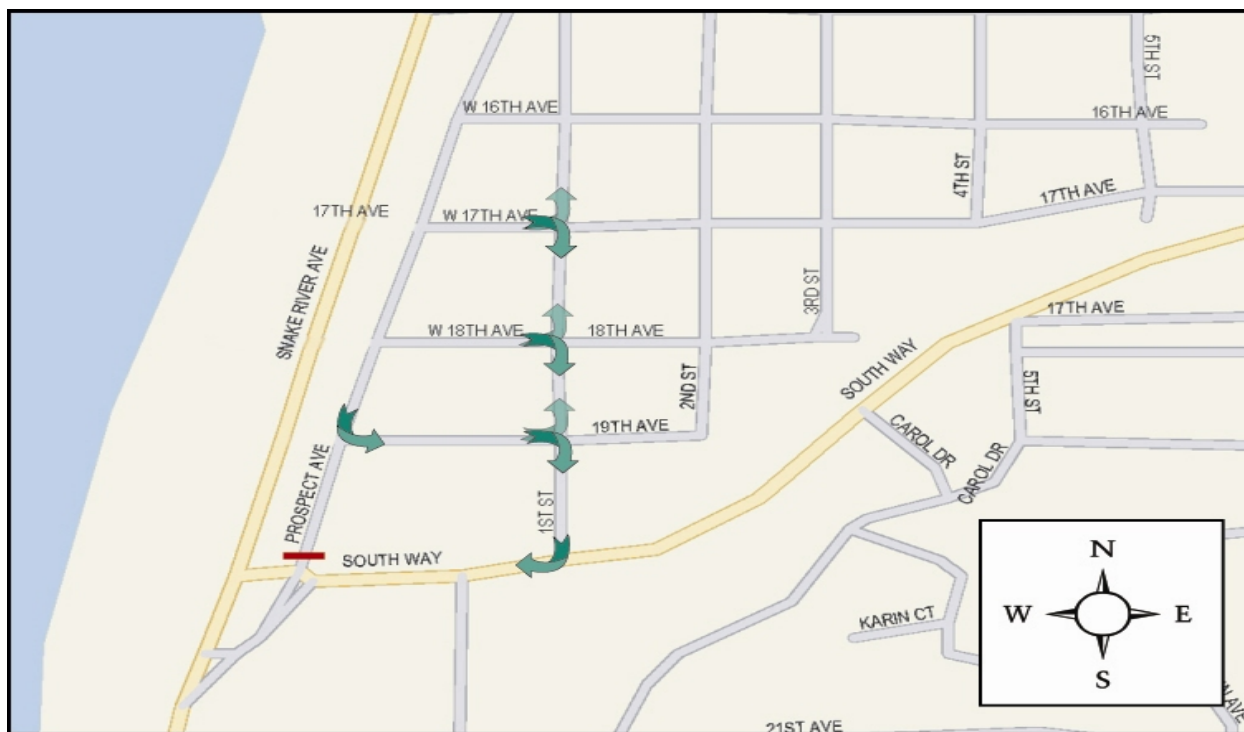 5TH ST
W 16TH AVE
16TH AVE
4TH ST
17TH AVE
17TH AVE
W 17TH AVE
SNAKE RIVER AVE
3RD ST
17TH AVE
W 18TH AVE
18TH AVE
SOUTH WAY
2ND ST
5TH ST
19TH AVE
CAROL DR
CAROL DR
PROSPECT AVE
1ST ST
SOUTH WAY
N
W
E
S
KARIN CT
21ST AVE